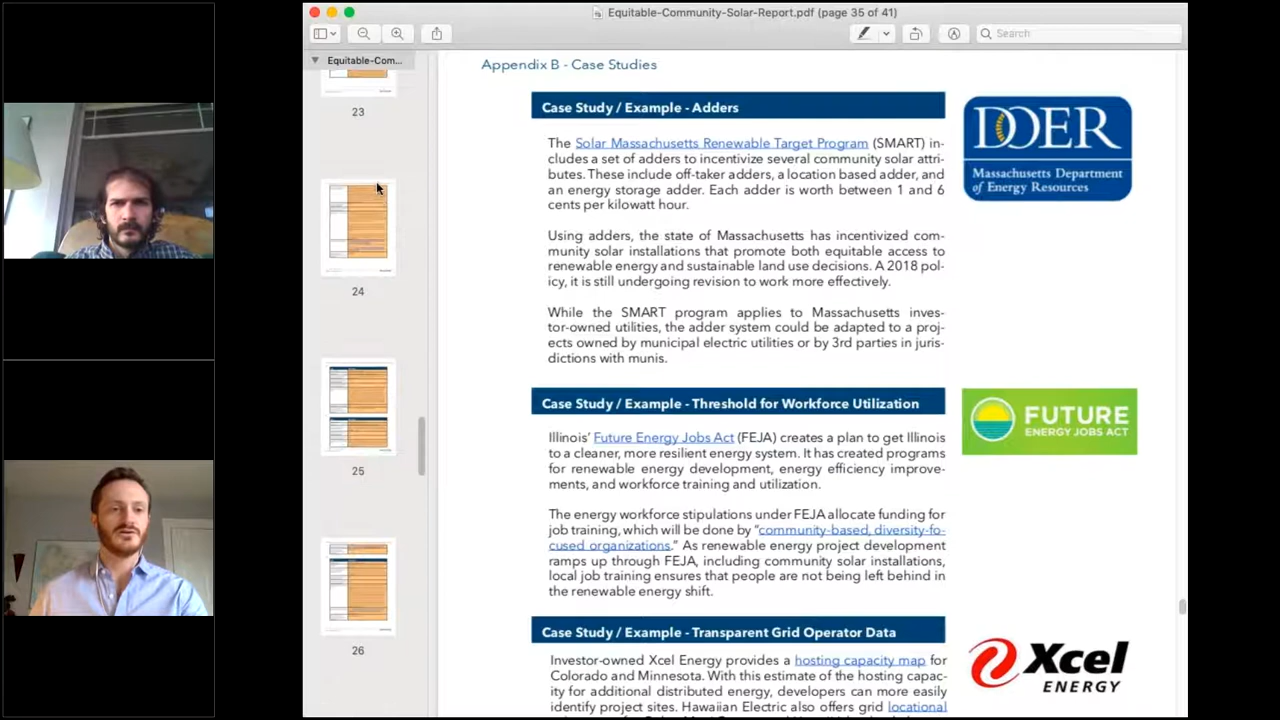 Equitable-Community-Solar-Report.pdf (page 35 of 41)
Search
Equitable-Com...
23
24
25
26
Appendix B - Case Studies
Case Study / Example - Adders
The Solar Massachusetts Renewable Target Program (SMART) in-
cludes a set of adders to incentivize several community solar attri-
butes. These include off-taker adders, a location based adder, and
an energy storage adder. Each adder is worth between 1 and 6
cents per kilowatt hour.
Using adders, the state of Massachusetts has incentivized com-
munity solar installations that promote both equitable access to
renewable energy and sustainable land use decisions. A 2018 pol-
icy, it is still undergoing revision to work more effectively.
While the SMART program applies to Massachusetts inves-
tor-owned utilities, the adder system could be adapted to a proj-
ects owned by municipal electric utilities or by 3rd parties in juris-
dictions with munis.
DOER
Massachusetts Department
of Energy Resources
Case Study / Example - Threshold for Workforce Utilization
Illinois' Future Energy Jobs Act (FEJA) creates a plan to get Illinois
to a cleaner, more resilient energy system. It has created programs
for renewable energy development, energy efficiency improve-
ments, and workforce training and utilization.
The energy workforce stipulations under FEJA allocate funding for
job training, which will be done by "community-based, diversity-fo-
cused organizations." As renewable energy project development
ramps up through FEJA, including community solar installations,
local job training ensures that people are not being left behind in
the renewable energy shift.
FUTURE
ENERGY JOBS ACT
Case Study / Example - Transparent Grid Operator Data
Investor-owned Xcel Energy provides a hosting capacity map for
Colorado and Minnesota. With this estimate of the hosting capac-
ity for additional distributed energy, developers can more easily
identify project sites. Hawaiian Electric also offers grid locational
Xcel
ENERGY